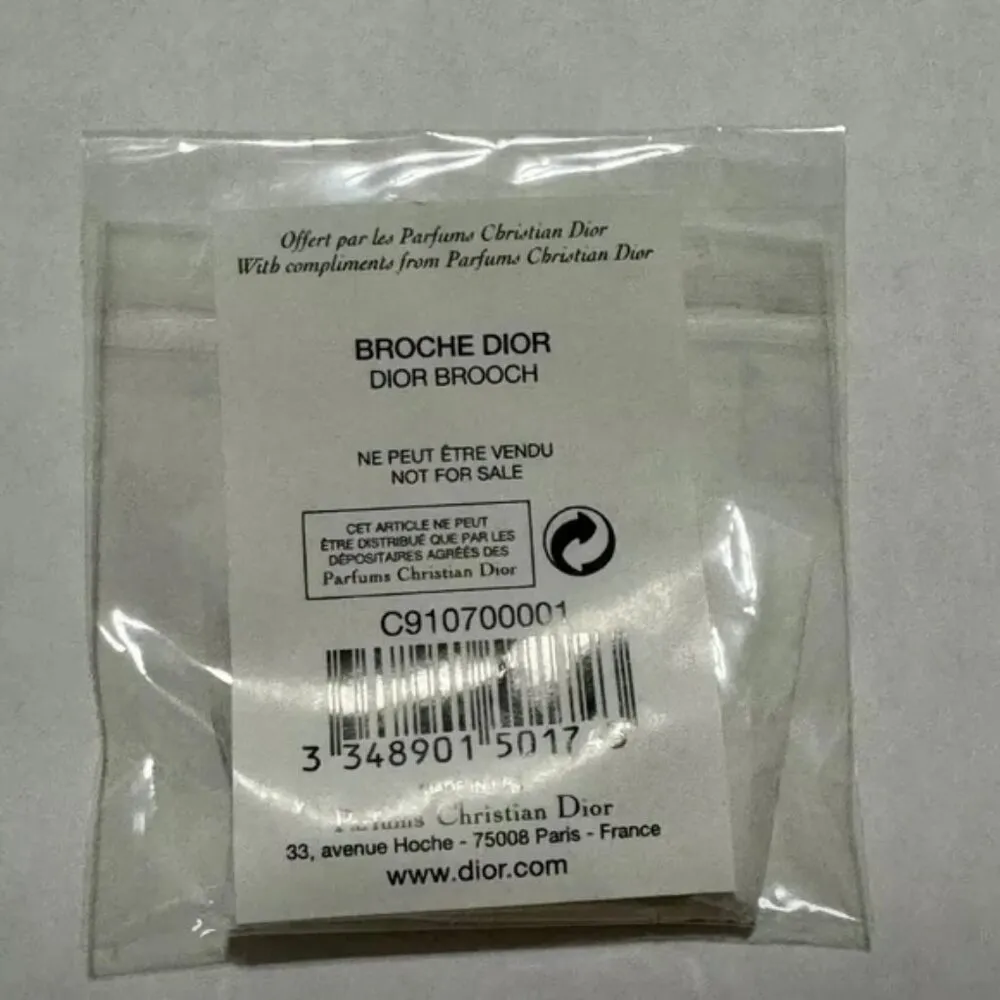 Offert par les Parfums Christian Dior
With compliments from Parfums Christian Dior
BROCHE DIOR
DIOR BROOCH
NE PEUT ÊTRE VENDU
NOT FOR SALE
CET ARTICLE NE PEUT
ÊTRE DISTRIBUÉ QUE PAR LES
DÉPOSITAIRES AGRÉÉS DES
Parfums Christian Dior
C910700001
3 348901
Parfums Christian Dior
33, avenue Hoche - 75008 Paris - France
www.dior.com